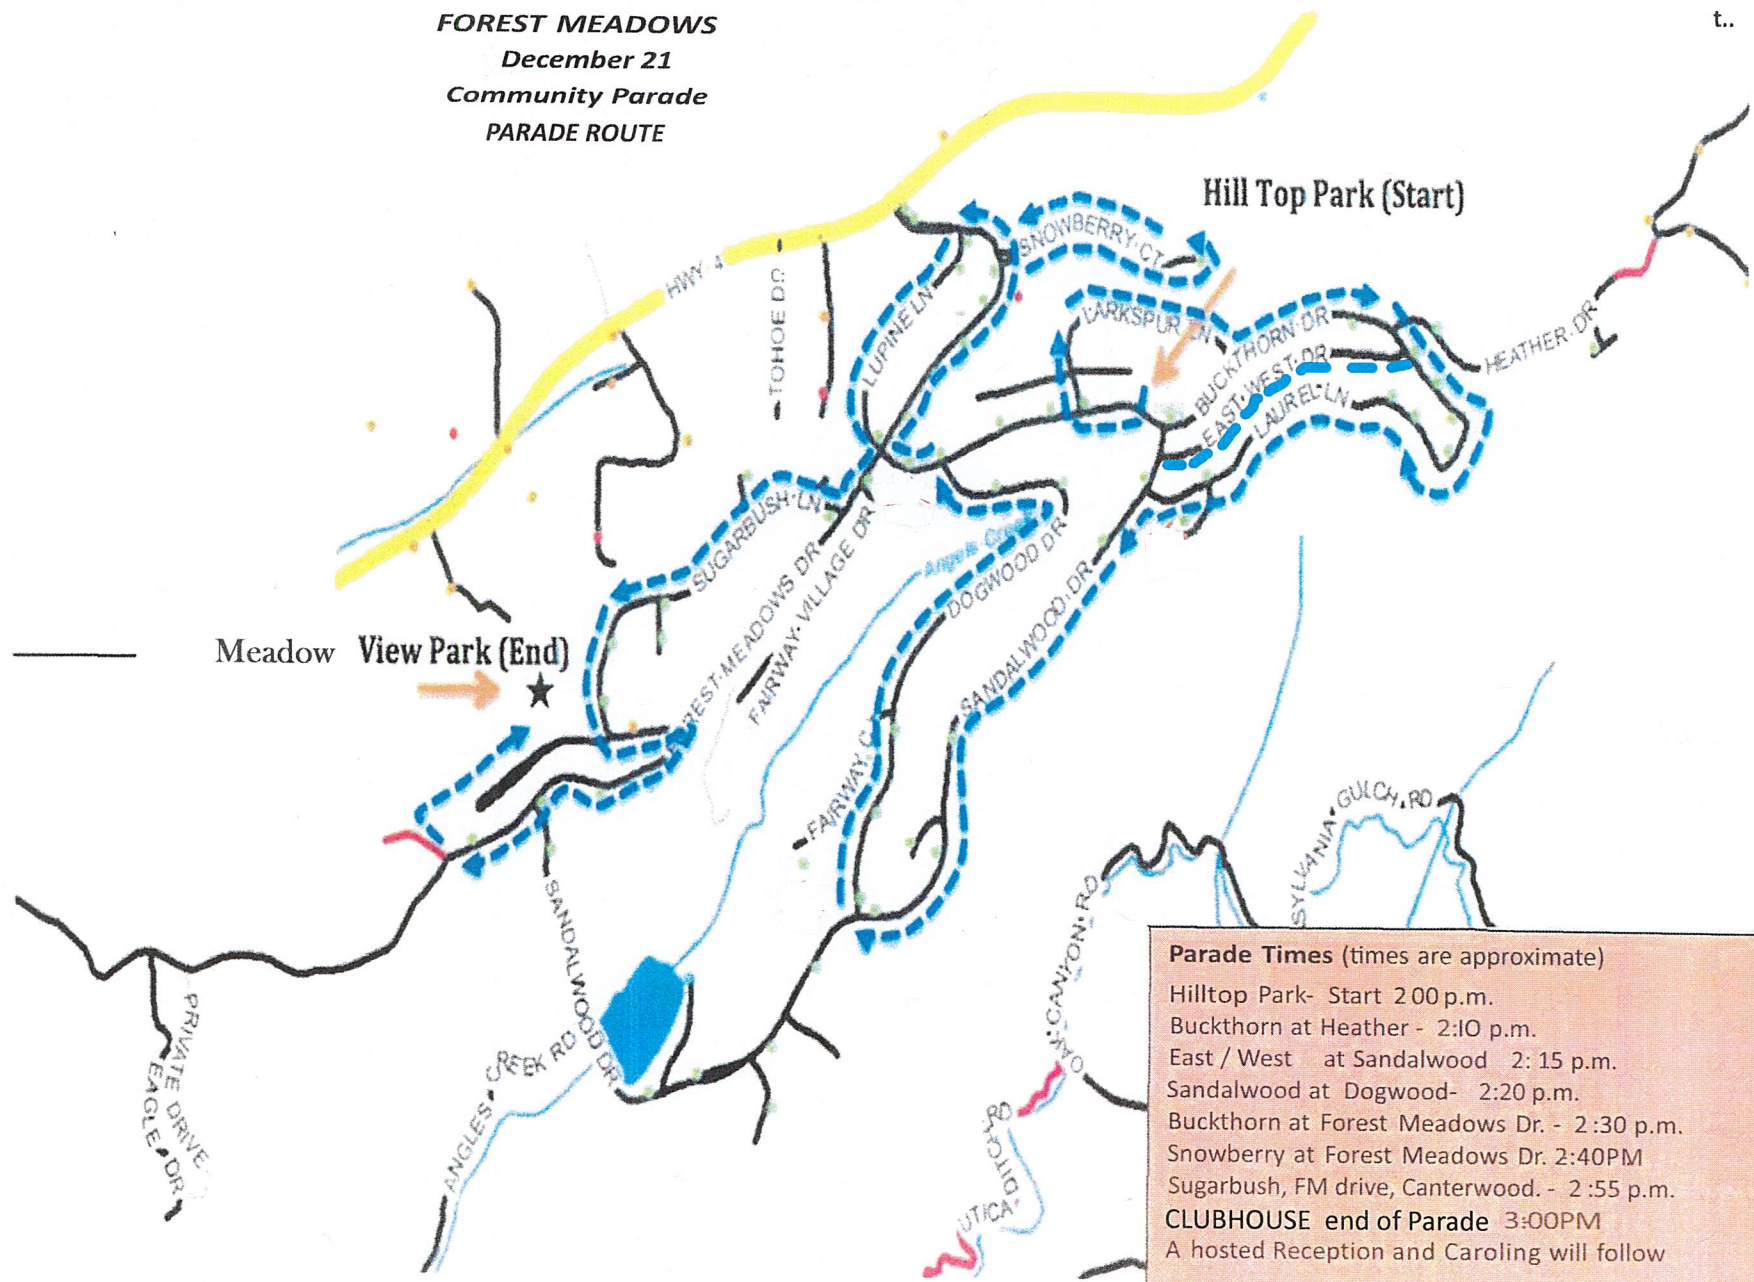 FOREST MEADOWS
December 21
Community Parade
PARADE ROUTE
t..
Hill Top Park (Start)
HWY 4
TOHOE DR
SNOWBERRY CT
LUPINE LN
LARKSPUR LN
BUCKTHORN DR
EAST-WEST DR
LAUREL LN
HEATHER DR
SUGARBUSH LN
REST MEADOWS DR
FAIRWAY VILLAGE DR
Angels
DOGWOOD DR
SANDALWOOD DR
Meadow View Park (End)
FAIRWAY C
SANDALWOOD DR
PRIVATE DRIVE
EAGLE DR
ANGLES CREEK RD
OAK CANYON RD
SYLVANIA GULCH RD
UTICA DITCH RD
Parade Times (times are approximate)
Hilltop Park- Start 2 00 p.m.
Buckthorn at Heather - 2:IO p.m.
East / West at Sandalwood 2: 15 p.m.
Sandalwood at Dogwood- 2:20 p.m.
Buckthorn at Forest Meadows Dr. - 2 :30 p.m.
Snowberry at Forest Meadows Dr. 2:40PM
Sugarbush, FM drive, Canterwood. - 2 :55 p.m.
CLUBHOUSE end of Parade 3:00PM
A hosted Reception and Caroling will follow